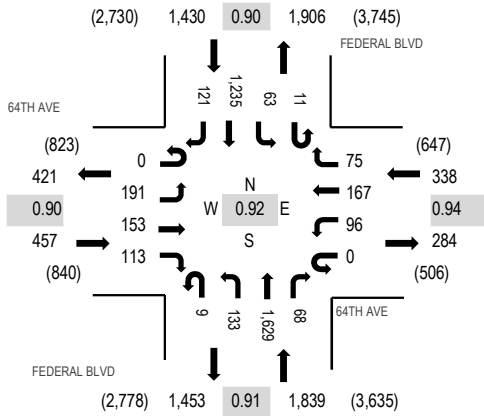 (2,730) 1,430 0.90 1,906 (3,745)
FEDERAL BLVD
64TH AVE
121 1,235 63 11
(823) (647)
0 75
421 338
191 167
N
0.90 W 0.92 E 0.94
153 96
S
457 284
113 0
(840) (506)
9 133 1,629 68
64TH AVE
FEDERAL BLVD
(2,778) 1,453 0.91 1,839 (3,635)